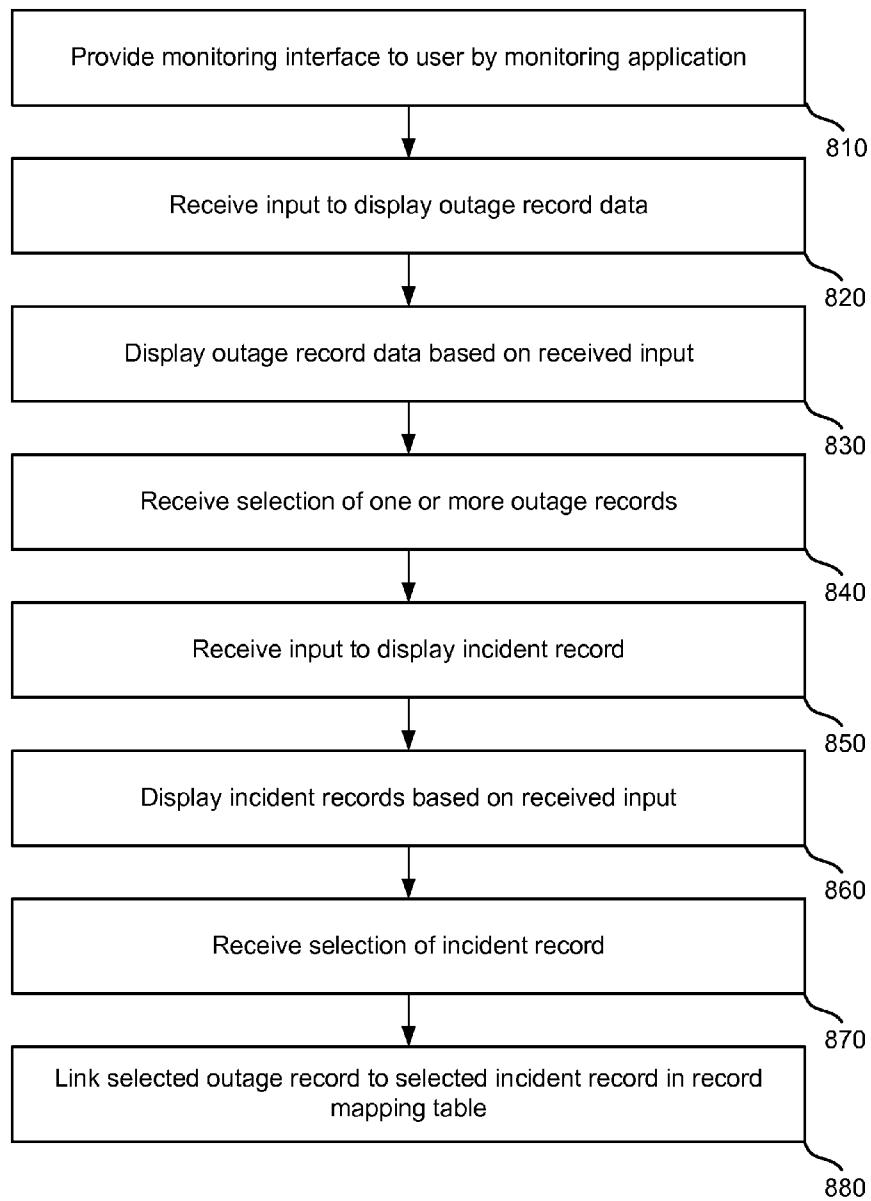 Provide monitoring interface to user by monitoring application
810
Receive input to display outage record data
820
Display outage record data based on received input
830
Receive selection of one or more outage records
840
Receive input to display incident record
850
Display incident records based on received input
860
Receive selection of incident record
870
Link selected outage record to selected incident record in record
mapping table
880